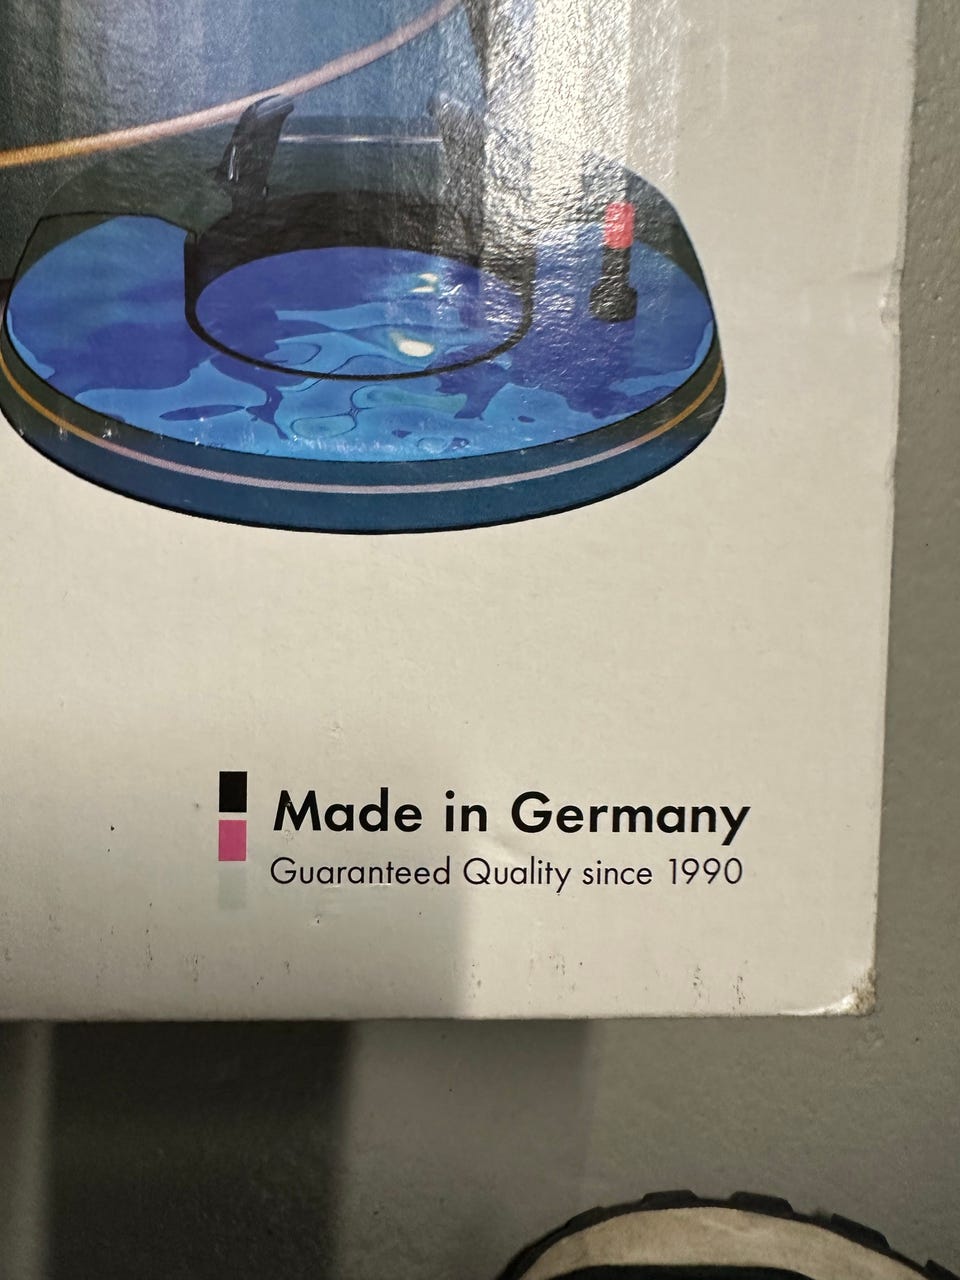 Made in Germany
Guaranteed Quality since 1990